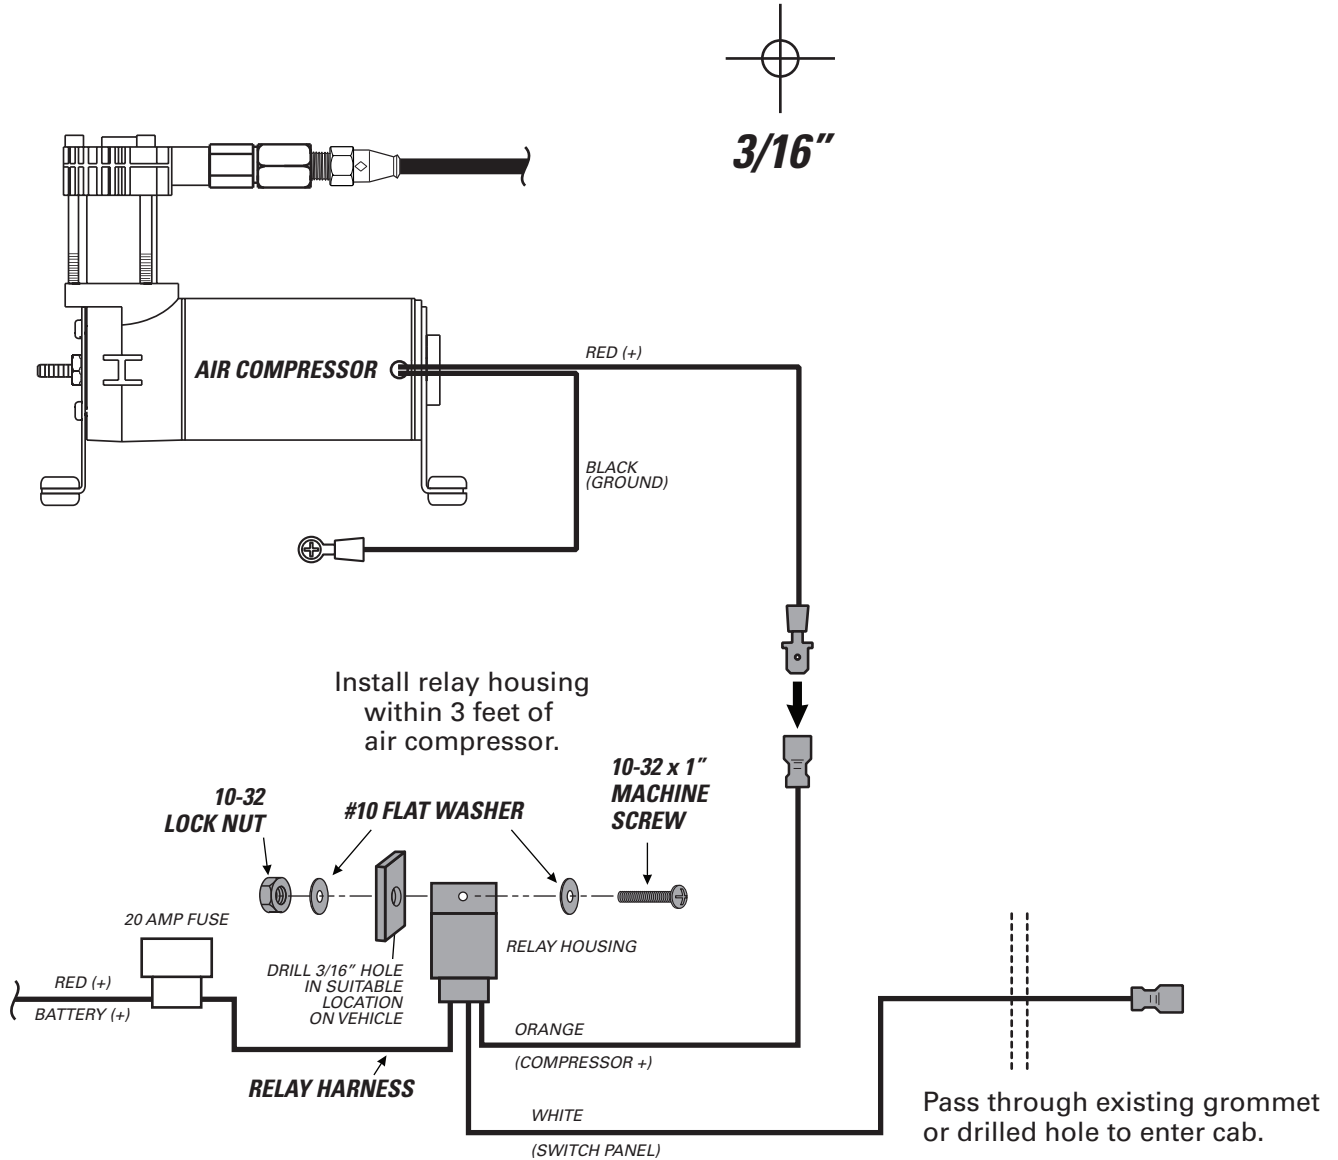 3/16"
AIR COMPRESSOR
RED (+)
BLACK
(GROUND)
Install relay housing
within 3 feet of
air compressor.
10-32
LOCK NUT
#10 FLAT WASHER
10-32 x 1"
MACHINE
SCREW
20 AMP FUSE
RELAY HOUSING
DRILL 3/16" HOLE
IN SUITABLE
LOCATION
ON VEHICLE
RED (+)
BATTERY (+)
ORANGE
(COMPRESSOR +)
RELAY HARNESS
WHITE
(SWITCH PANEL)
Pass through existing grommet
or drilled hole to enter cab.